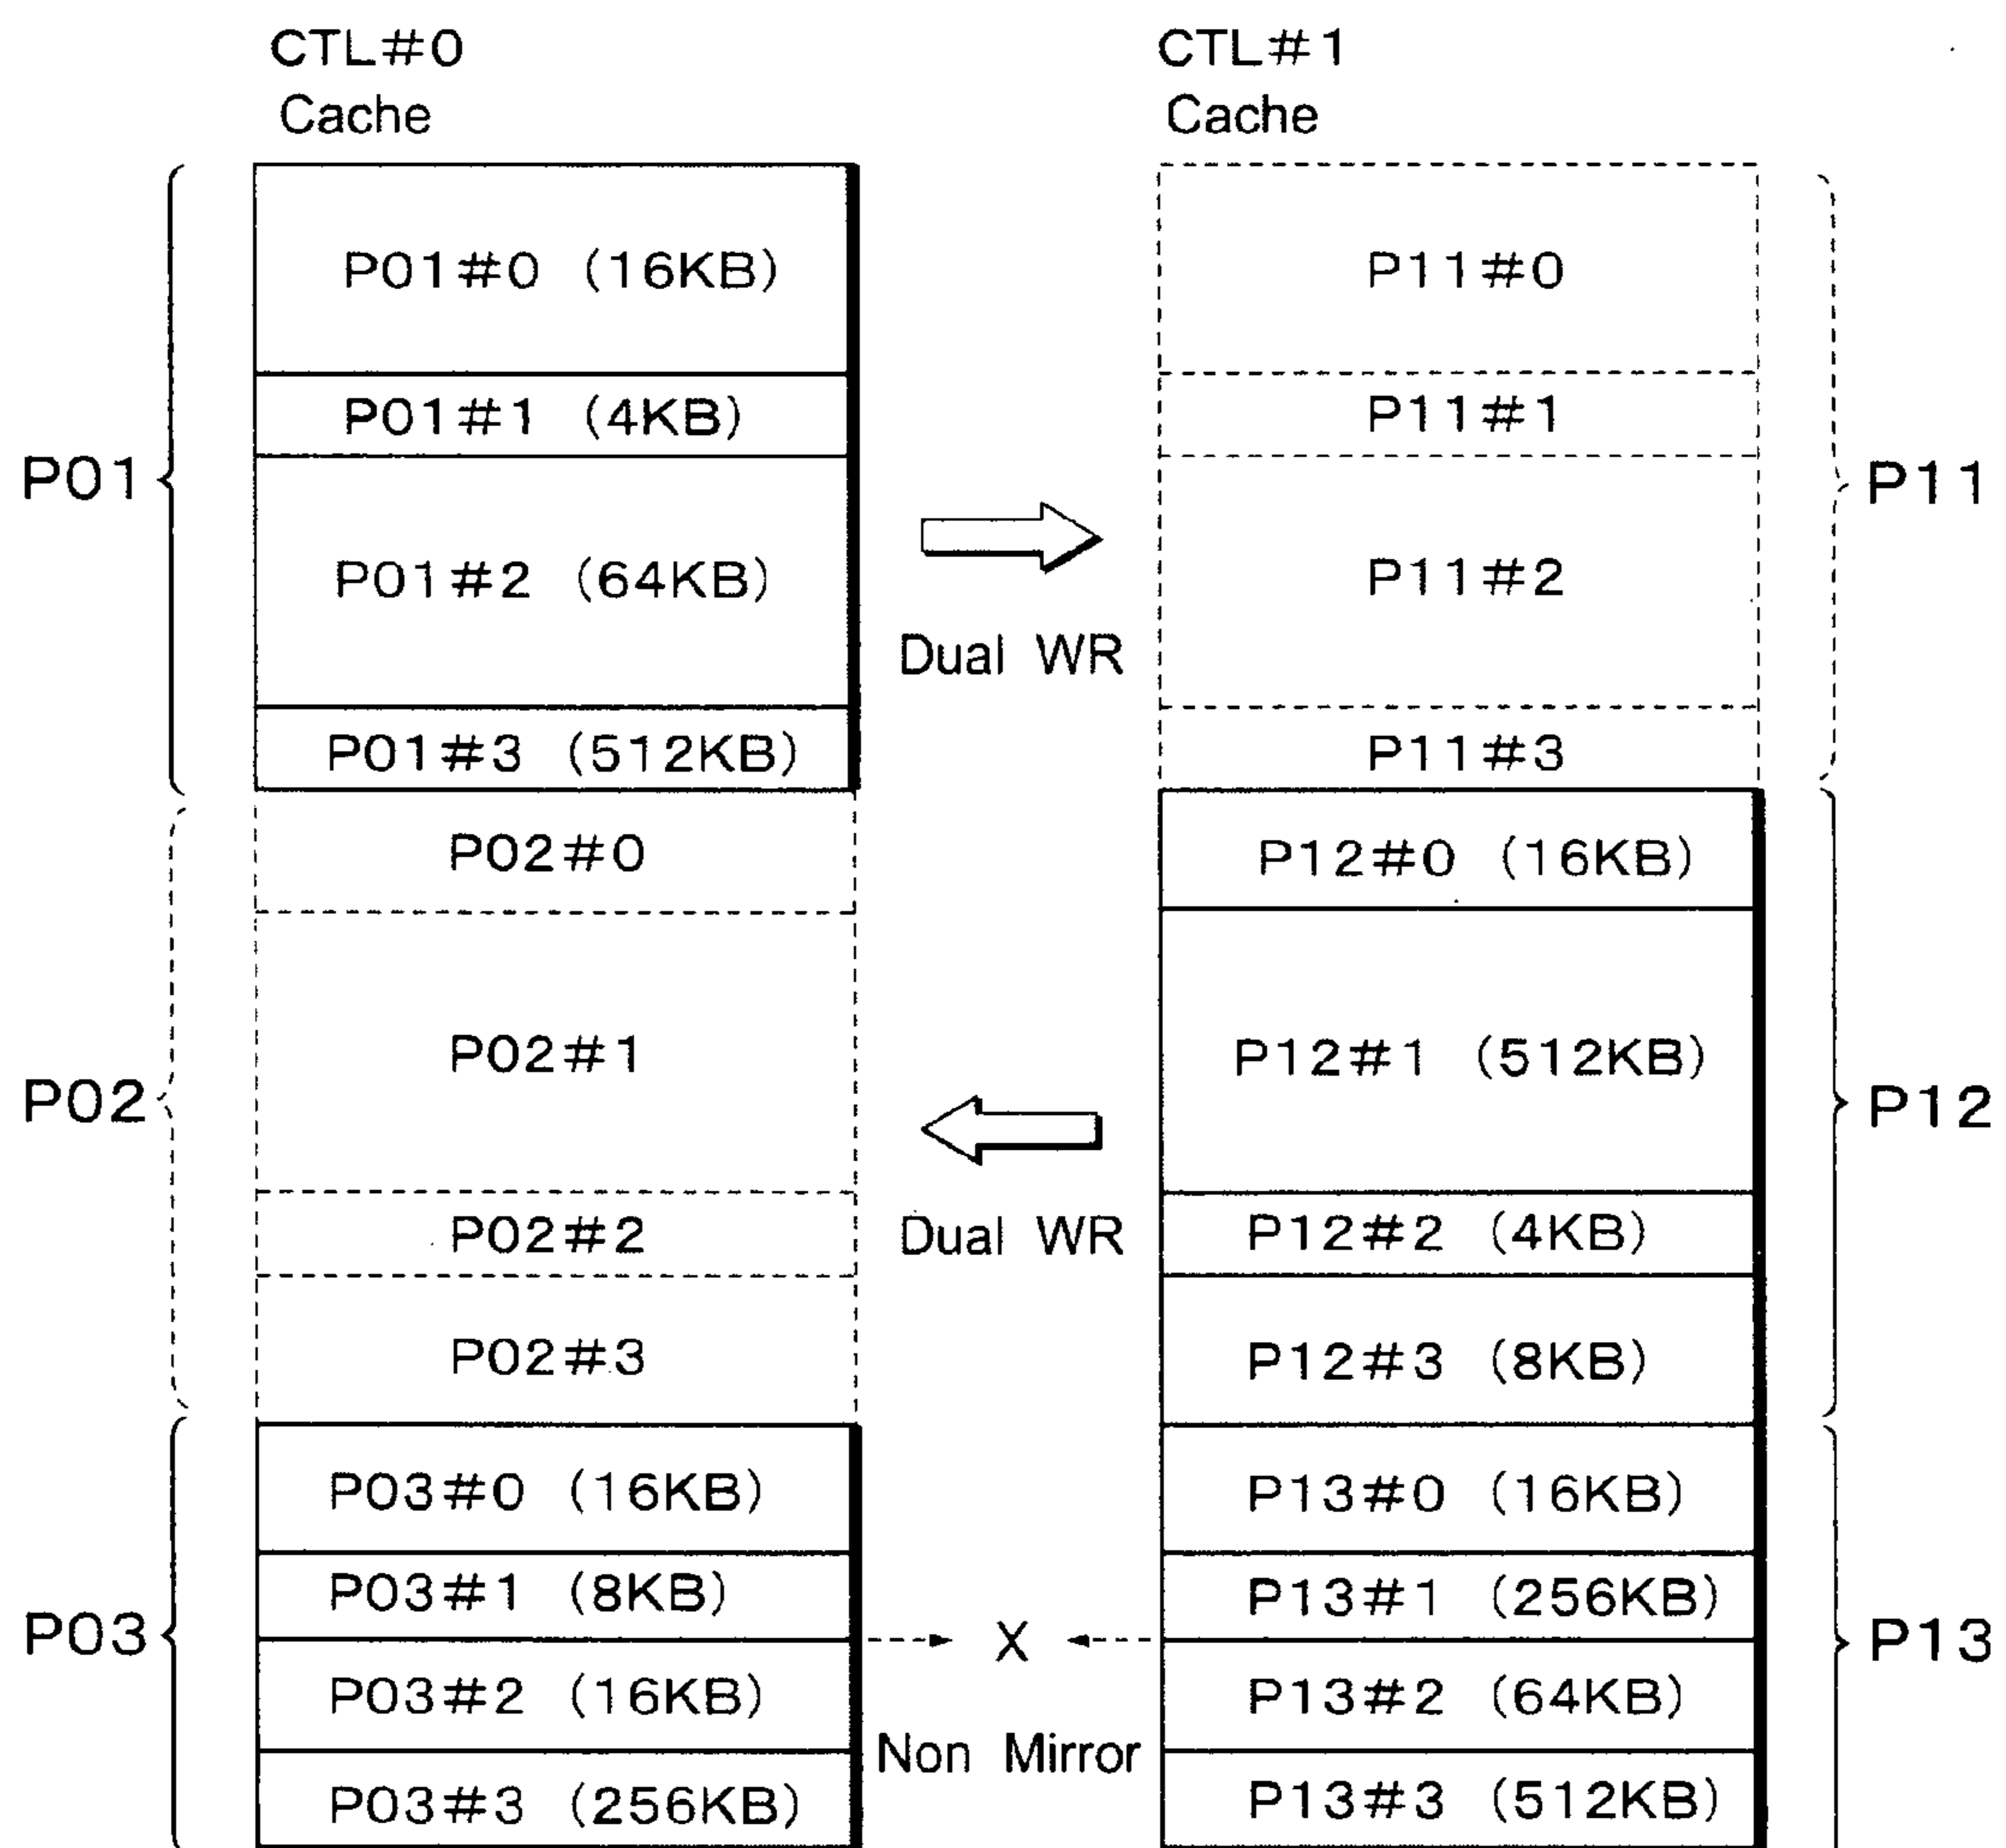 CTL#0
Cache
CTL#1
Cache
P01
P01#0 (16KB)
P01#1 (4KB)
P01#2 (64KB)
P01#3 (512KB)
Dual WR
P11#0
P11#1
P11#2
P11#3
P11
P02
P02#0
P02#1
P02#2
P02#3
Dual WR
P12#0 (16KB)
P12#1 (512KB)
P12#2 (4KB)
P12#3 (8KB)
P12
P03
P03#0 (16KB)
P03#1 (8KB)
P03#2 (16KB)
P03#3 (256KB)
X
Non Mirror
P13#0 (16KB)
P13#1 (256KB)
P13#2 (64KB)
P13#3 (512KB)
P13